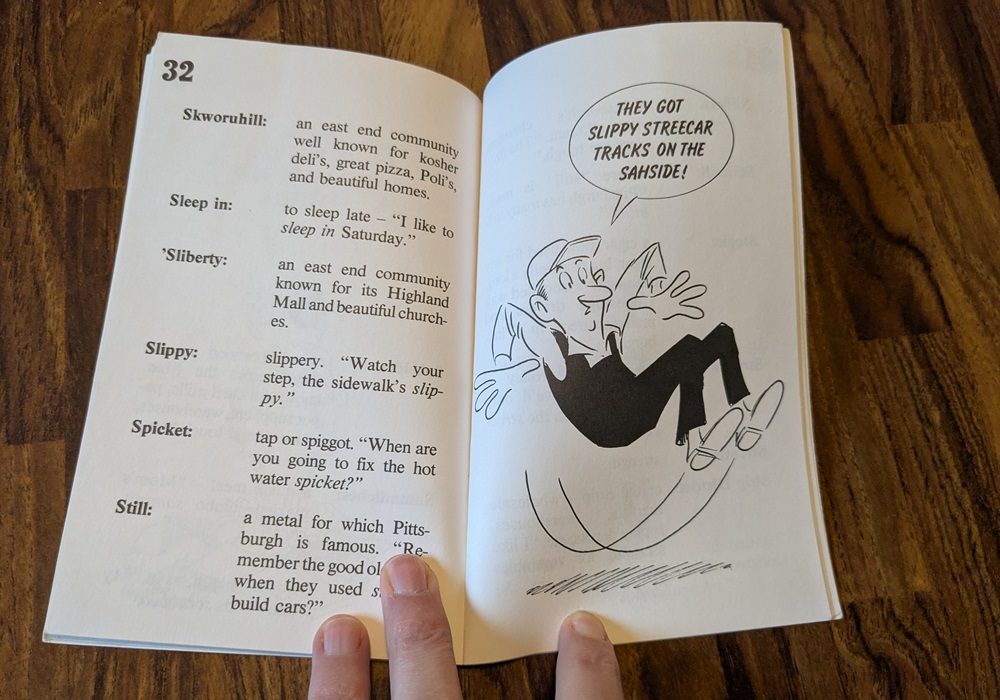 32
Skworuhill: an east end community
well known for kosher
deli's, great pizza, Poli's,
and beautiful homes.
Sleep in: to sleep late – “I like to
sleep in Saturday.”
’Sliberty: an east end community
known for its Highland
Mall and beautiful church-
es.
Slippy: slippery. “Watch your
step, the sidewalk's slip-
py.”
Spicket: tap or spiggot. “When are
you going to fix the hot
water spicket?”
Still: a metal for which Pitts-
burgh is famous. “Re-
member the good
when they used
build cars?”
THEY GOT
SLIPPY STREECAR
TRACKS ON THE
SAHSIDE!